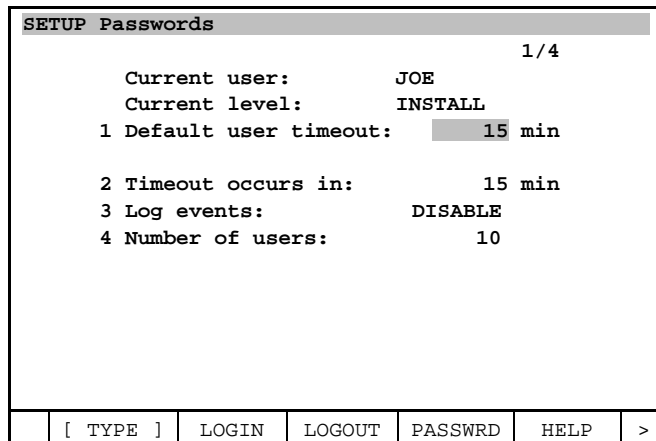 SETUP Passwords
1/4
Current user: JOE
Current level: INSTALL
1 Default user timeout: 15 min
2 Timeout occurs in: 15 min
3 Log events: DISABLE
4 Number of users: 10
[ TYPE ] LOGIN LOGOUT PASSWRD HELP >